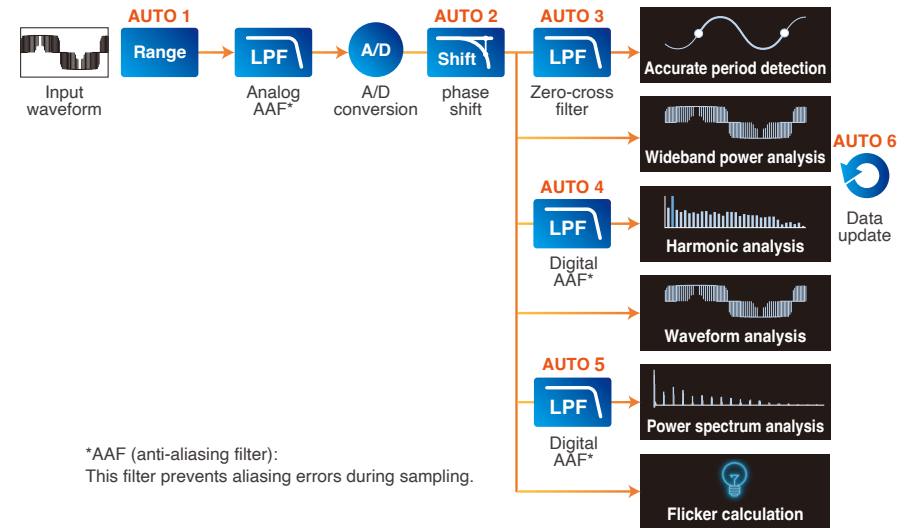 AUTO 1
Range
Input
waveform
LPF
Analog
AAF*
A/D
A/D
conversion
AUTO 2
Shift
phase
shift
AUTO 3
LPF
Zero-cross
filter
Accurate period detection
Wideband power analysis
AUTO 4
LPF
Digital
AAF*
Harmonic analysis
Waveform analysis
AUTO 5
LPF
Digital
AAF*
Power spectrum analysis
Flicker calculation
AUTO 6
Data
update
*AAF (anti-aliasing filter):
This filter prevents aliasing errors during sampling.